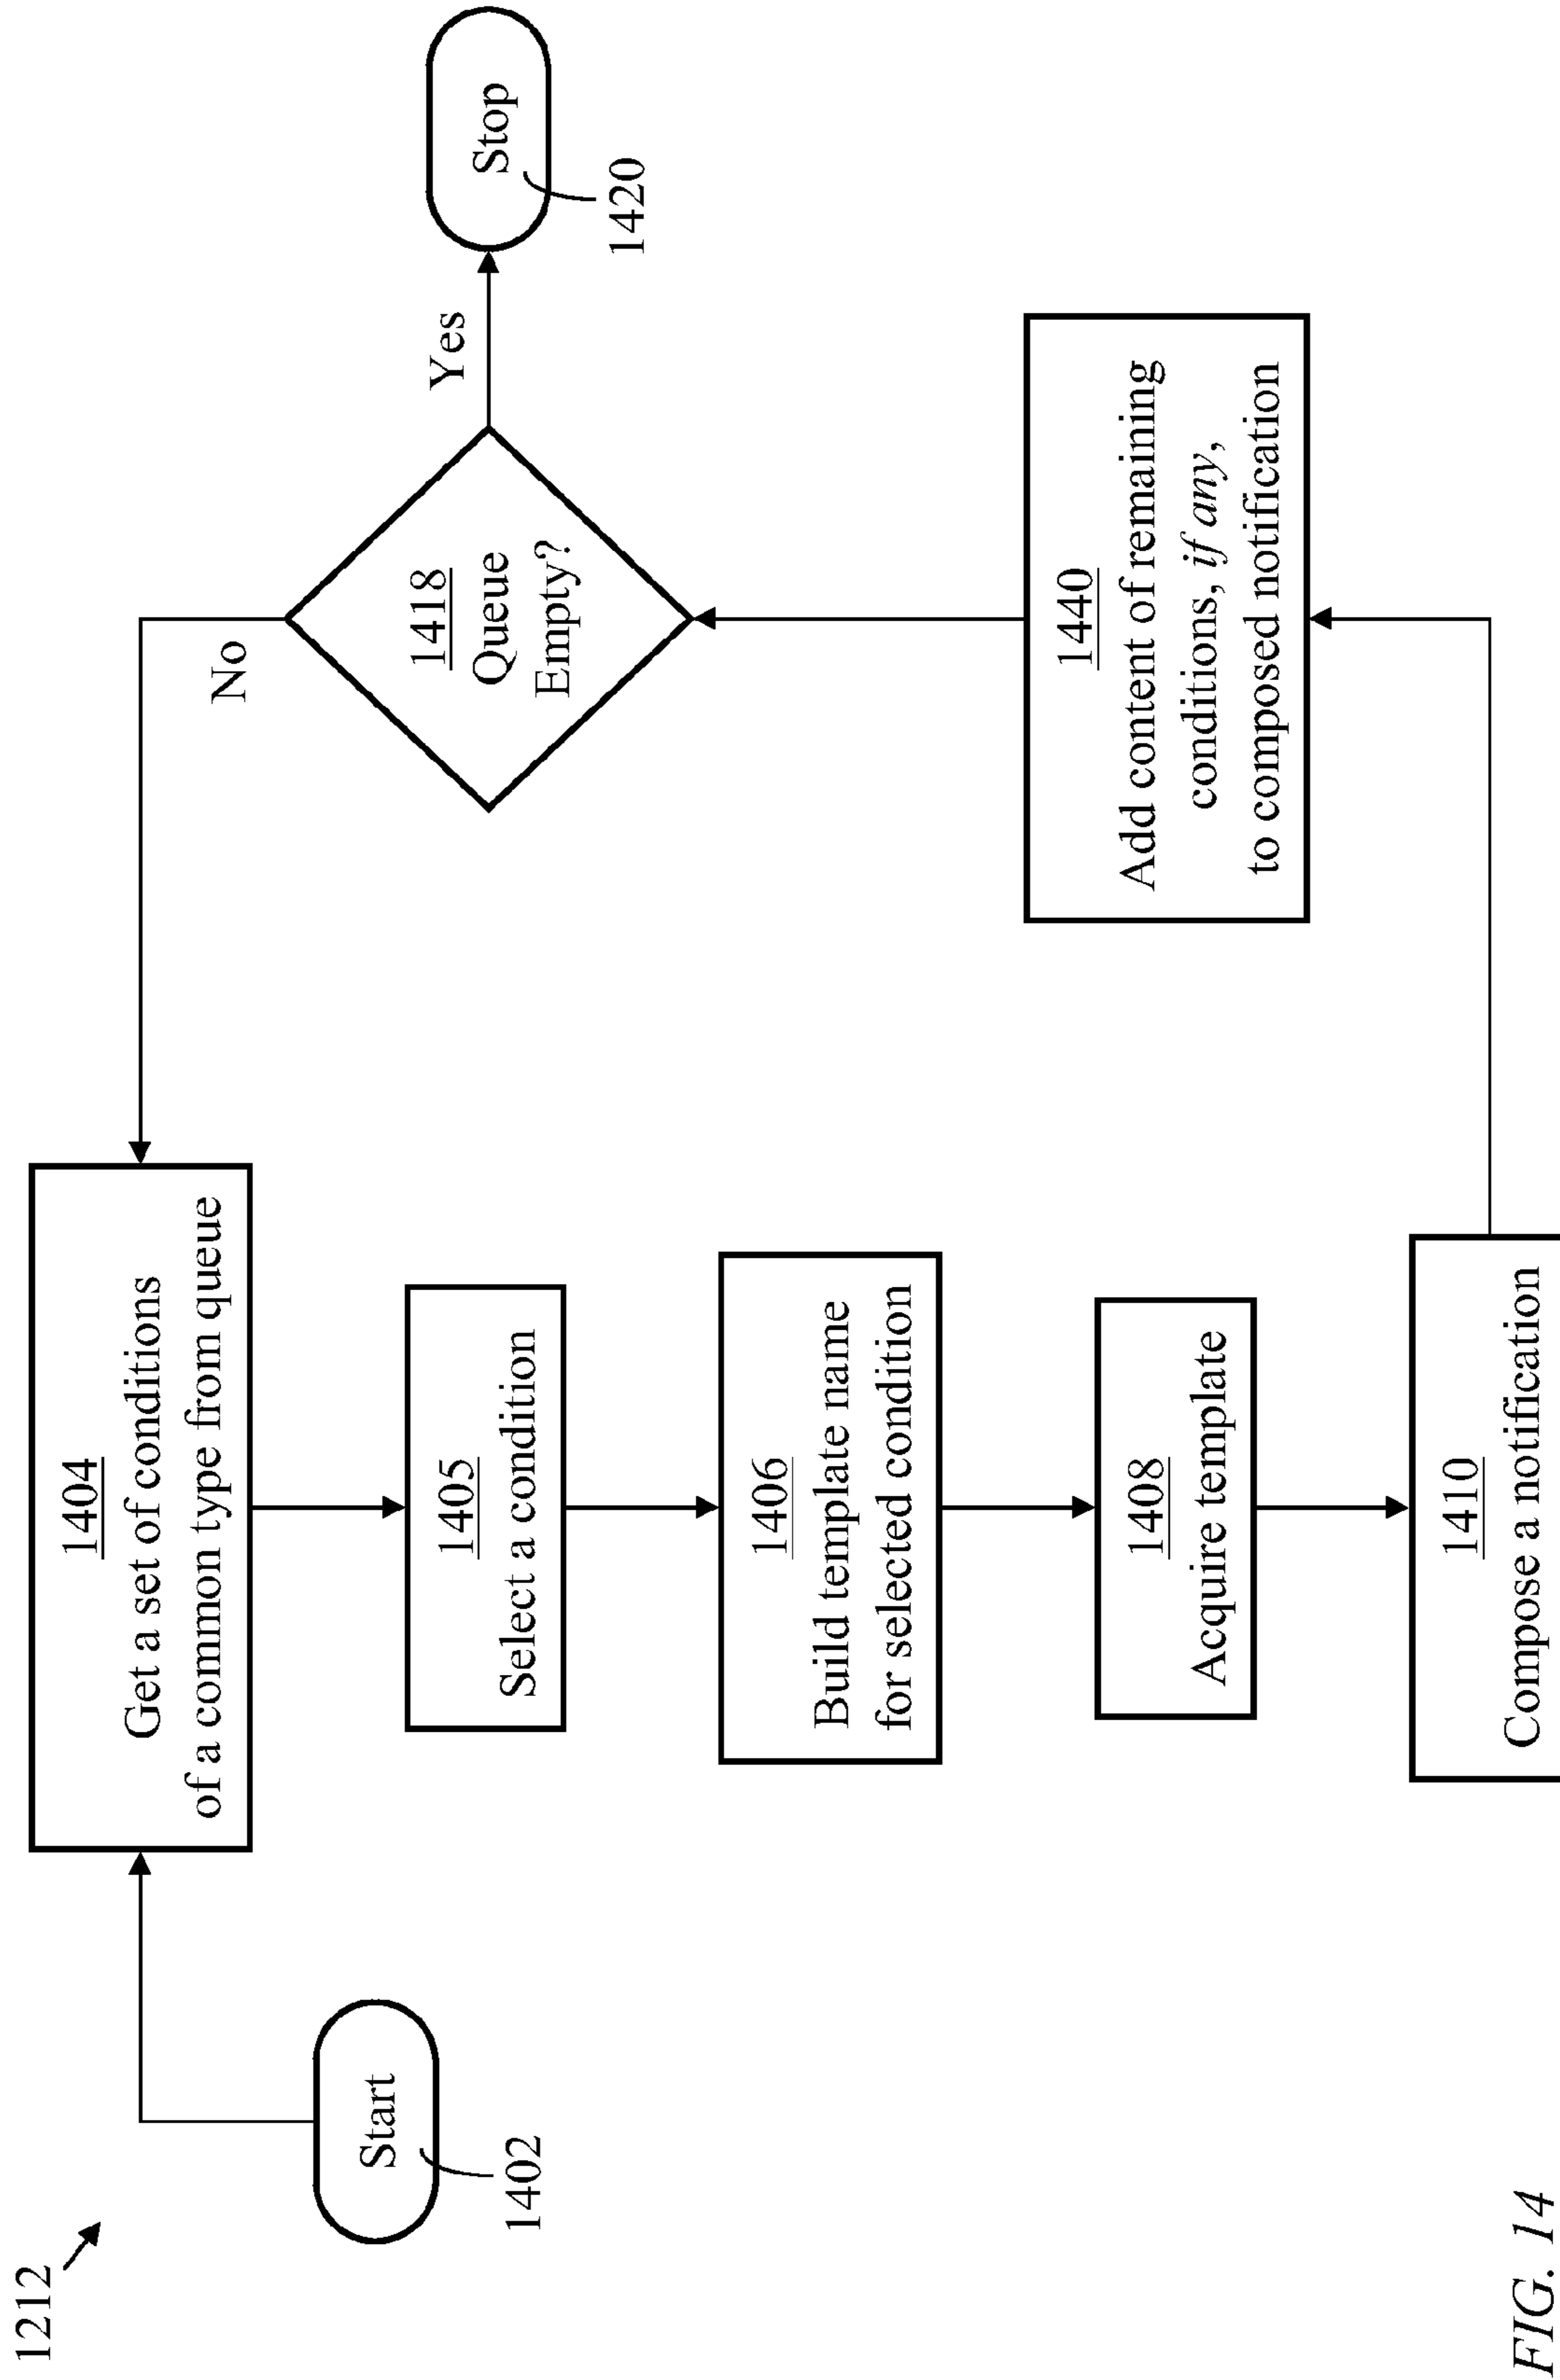 1212
Start
1402
1404
Get a set of conditions
of a common type from queue
1405
Select a condition
1406
Build template name
for selected condition
1408
Acquire template
1410
Compose a notification
1440
Add content of remaining
conditions, if any,
to composed notification
1418
Queue
Empty?
No
Yes
Stop
1420
FIG. 14